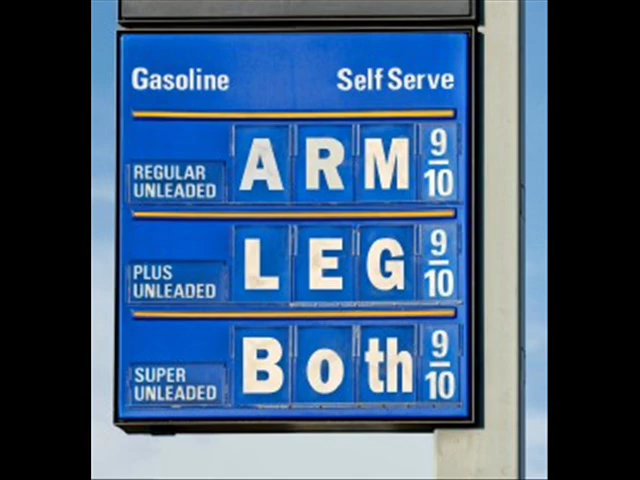 Gasoline Self Serve
REGULAR UNLEADED ARM 9/10
PLUS UNLEADED LEG 9/10
SUPER UNLEADED Both 9/10